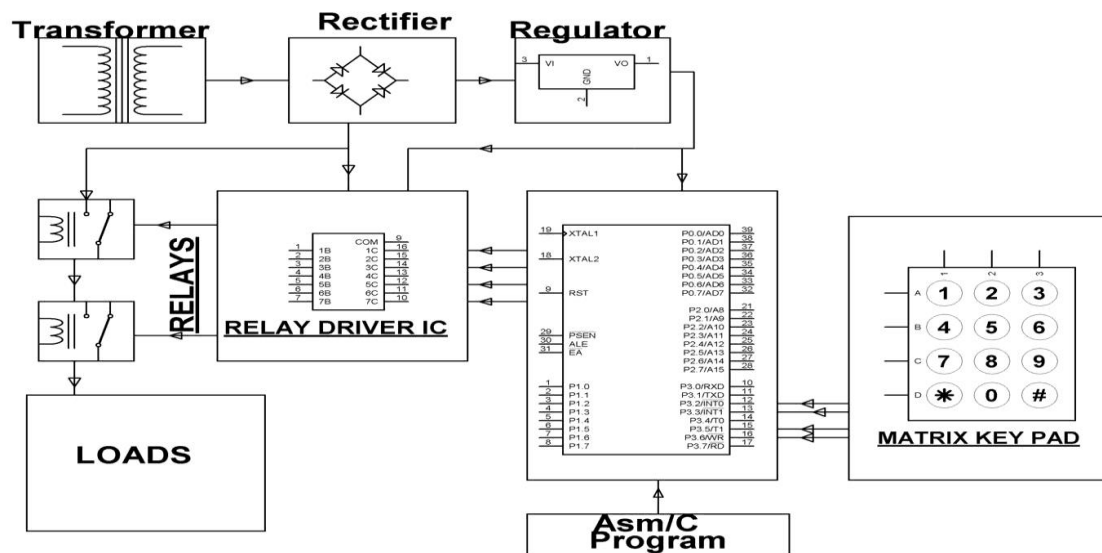 Transformer
Rectifier
Regulator
3 VI VO 1
GND
2
RELAYS
COM 9
1 1B 1C 16
2 2B 2C 15
3 3B 3C 14
4 4B 4C 13
5 5B 5C 12
6 6B 6C 11
7 7B 7C 10
RELAY DRIVER IC
LOADS
19 XTAL1 P0.0/AD0 39
P0.1/AD1 38
P0.2/AD2 37
18 XTAL2 P0.3/AD3 36
P0.4/AD4 35
P0.5/AD5 34
P0.6/AD6 33
9 RST P0.7/AD7 32
P2.0/A8 21
P2.1/A9 22
P2.2/A10 23
29 PSEN P2.3/A11 24
30 ALE P2.4/A12 25
31 EA P2.5/A13 26
P2.6/A14 27
P2.7/A15 28
1 P1.0 P3.0/RXD 10
2 P1.1 P3.1/TXD 11
3 P1.2 P3.2/INT0 12
4 P1.3 P3.3/INT1 13
5 P1.4 P3.4/T0 14
6 P1.5 P3.5/T1 15
7 P1.6 P3.6/WR 16
8 P1.7 P3.7/RD 17
Asm/C
Program
1 2 3
A 1 2 3
B 4 5 6
C 7 8 9
D * 0 #
MATRIX KEY PAD